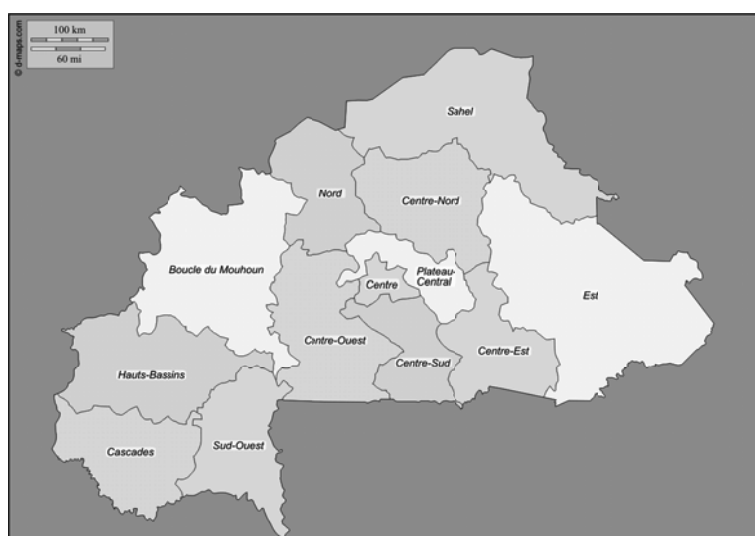 © d-maps.com
100 km
60 mi
Sahel
Nord
Centre-Nord
Boucle du Mouhoun
Plateau-
Central
Centre
Est
Cintre-Ouest
Centre-Sud
Centre-Est
Hauts-Bassins
Sud-Ouest
Cascades